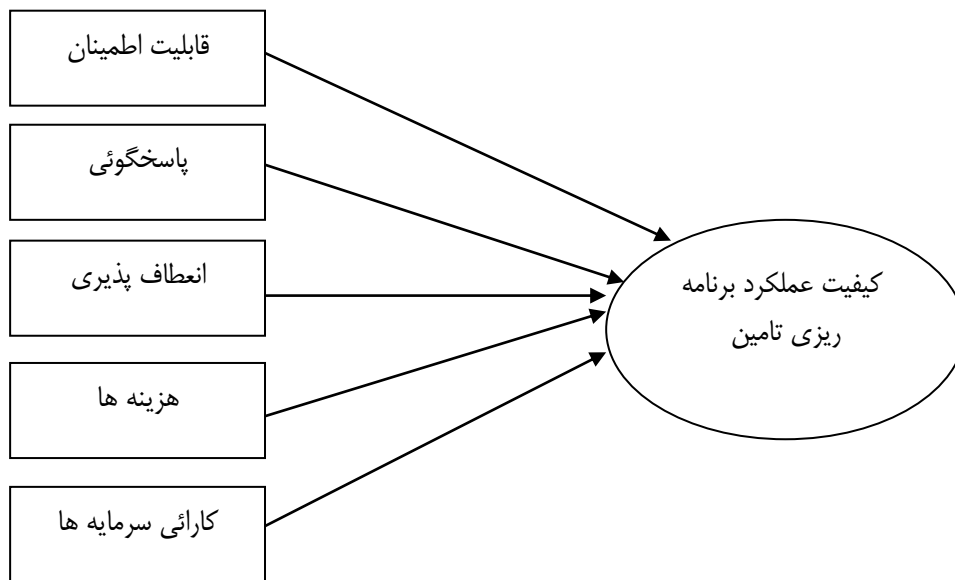 قابلیت اطمینان
پاسخگوئی
انعطاف پذیری
هزینه ها
کارائی سرمایه ها
کیفیت عملکرد برنامه
ریزی تامین